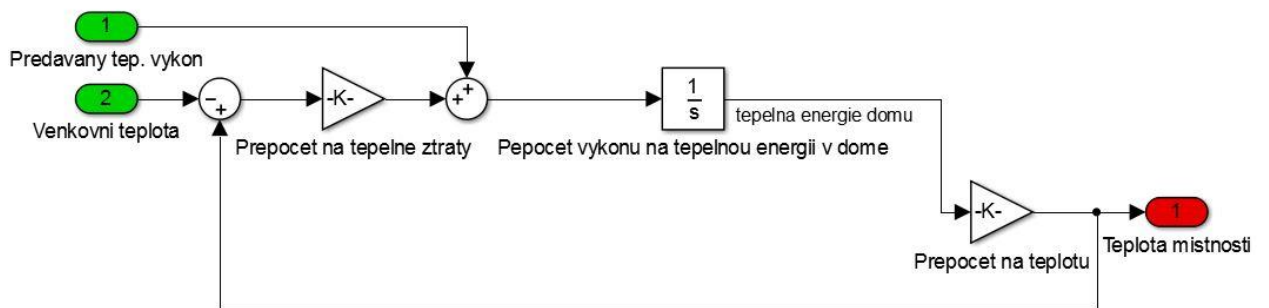 1
Predavany tep. vykon
2
Venkovni teplota
-K-
Prepocet na tepelne ztraty
1
s
tepelna energie domu
Pepocet vykonu na tepelnou energii v dome
-K-
Prepocet na teplotu
1
Teplota mistnosti